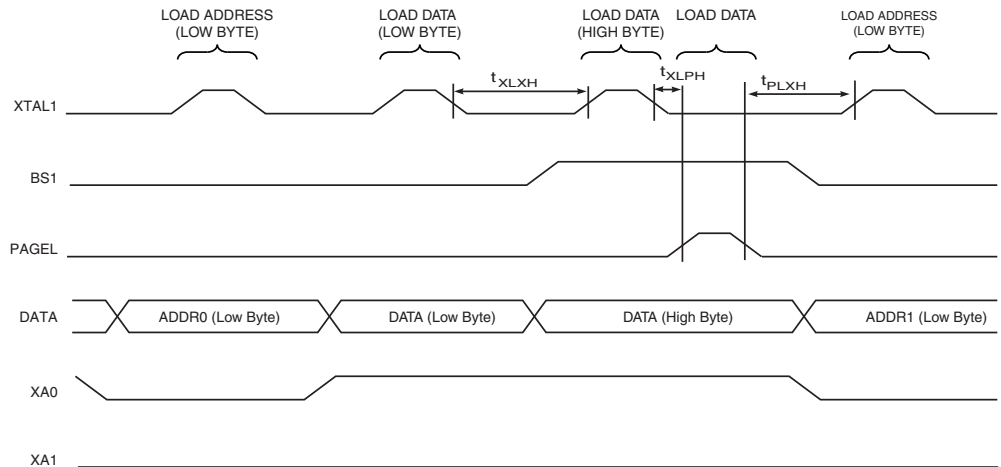 LOAD ADDRESS
(LOW BYTE)
LOAD DATA
(LOW BYTE)
LOAD DATA
(HIGH BYTE)
LOAD DATA
LOAD ADDRESS
(LOW BYTE)
tXLXH
tXLPH
tPLXH
XTAL1
BS1
PAGEL
DATA
ADDR0 (Low Byte)
DATA (Low Byte)
DATA (High Byte)
ADDR1 (Low Byte)
XA0
XA1